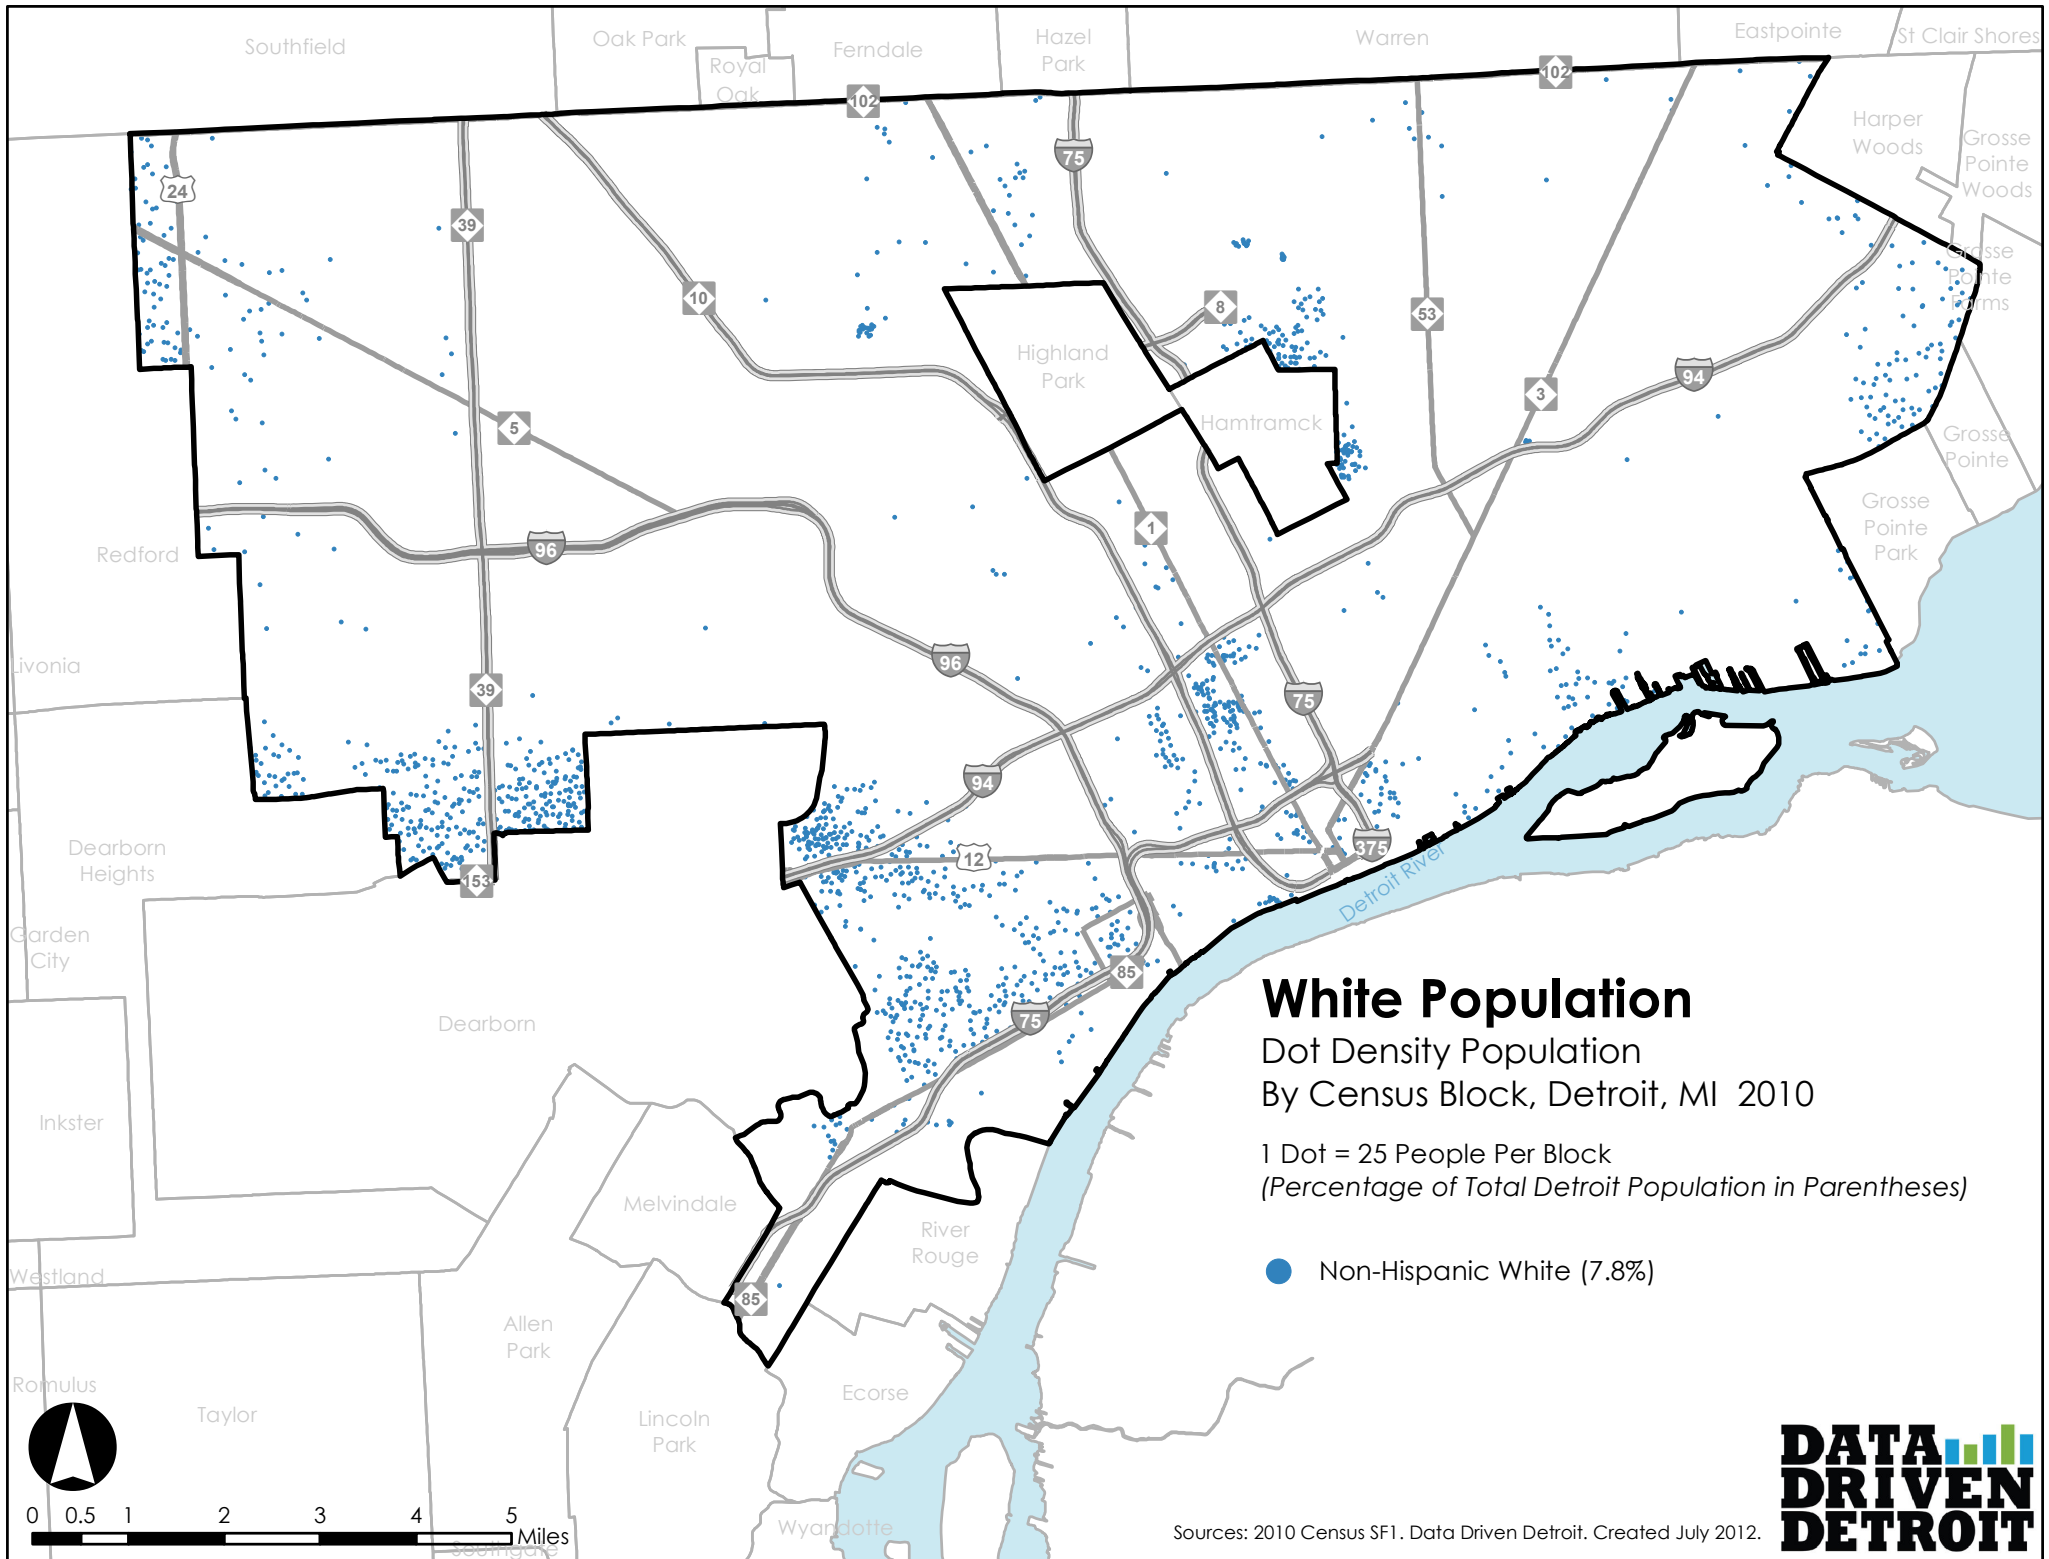 Southfield
Oak Park
Royal
Oak
Ferndale
Hazel
Park
Warren
Eastpointe
St Clair Shores
102
102
Harper
Woods
Grosse
Pointe
Woods
75
24
39
10
8
53
Grosse
Pointe
Farms
Highland
Park
94
3
5
Hamtramck
Grosse
Pointe
Grosse
Pointe
Park
1
Redford
96
96
Livonia
39
75
94
Dearborn
Heights
12
375
153
Detroit River
Garden
City
85
75
Dearborn
White Population
Dot Density Population
By Census Block, Detroit, MI 2010
1 Dot = 25 People Per Block
(Percentage of Total Detroit Population in Parentheses)
Non-Hispanic White (7.8%)
Inkster
Melvindale
River
Rouge
Westland
85
Allen
Park
Romulus
Taylor
Ecorse
Lincoln
Park
0 0.5 1 2 3 4 5
Miles
Southgate
Wyandotte
Sources: 2010 Census SF1. Data Driven Detroit. Created July 2012.
DATA
DRIVEN
DETROIT